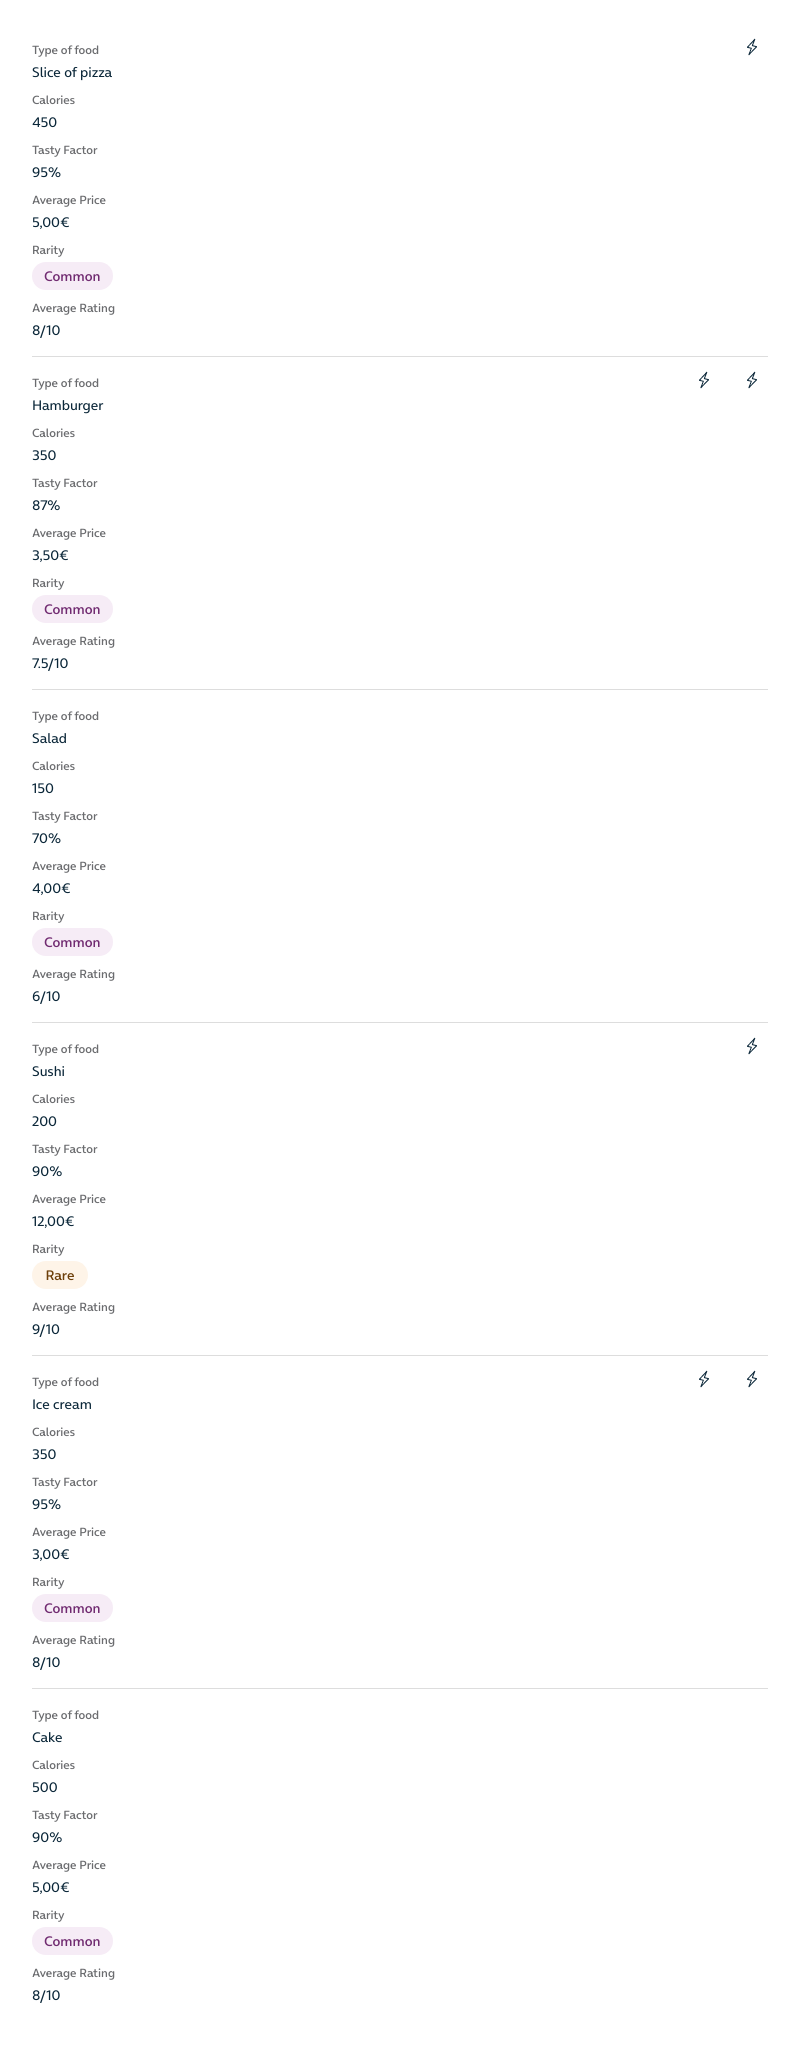 Type of food
Slice of pizza
Calories
450
Tasty Factor
95%
Average Price
5,00€
Rarity
Common
Average Rating
8/10
Type of food
Hamburger
Calories
350
Tasty Factor
87%
Average Price
3,50€
Rarity
Common
Average Rating
7.5/10
Type of food
Salad
Calories
150
Tasty Factor
70%
Average Price
4,00€
Rarity
Common
Average Rating
6/10
Type of food
Sushi
Calories
200
Tasty Factor
90%
Average Price
12,00€
Rarity
Rare
Average Rating
9/10
Type of food
Ice cream
Calories
350
Tasty Factor
95%
Average Price
3,00€
Rarity
Common
Average Rating
8/10
Type of food
Cake
Calories
500
Tasty Factor
90%
Average Price
5,00€
Rarity
Common
Average Rating
8/10